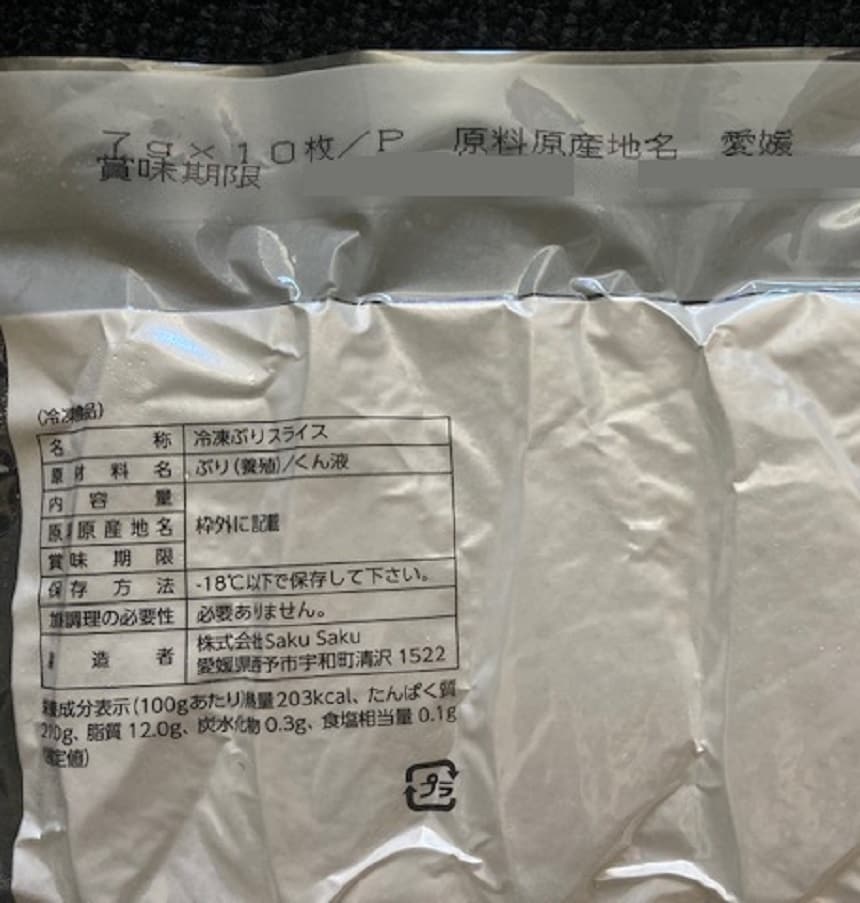 7g×10枚/P 原料原産地名 愛媛
賞味期限
(冷凍食品)
名称 冷凍ぶりスライス
原材料名 ぶり(養殖)/くん液
内容量
原料原産地名 枠外に記載
賞味期限
保存方法 -18℃以下で保存して下さい。
加熱調理の必要性 必要ありません。
製造者 株式会社Saku Saku
愛媛県西予市宇和町清沢 1522
栄養成分表示(100gあたり)熱量203kcal、たんぱく質
g、脂質 12.0g、炭水化物 0.3g、食塩相当量 0.1g
(推定値)
プラ